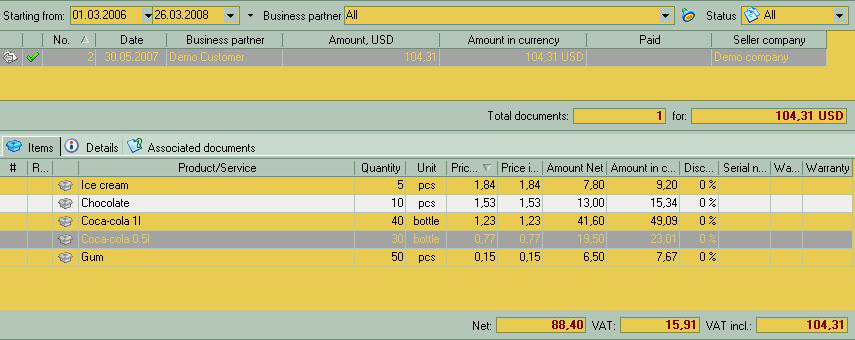 Starting from: 01.03.2006 26.03.2008 Business partner All Status All
No. Date Business partner Amount, USD Amount in currency Paid Seller company
2 30.05.2007 Demo Customer 104,31 104,31 USD Demo company
Total documents: 1 for: 104,31 USD
Items Details Associated documents
# R... Product/Service Quantity Unit Pric... Price i... Amount Net Amount in c... Disc... Serial n... Wa... Warranty
Ice cream 5 pcs 1,84 1,84 7,80 9,20 0 %
Chocolate 10 pcs 1,53 1,53 13,00 15,34 0 %
Coca-cola 1l 40 bottle 1,23 1,23 41,60 49,09 0 %
Coca-cola 0.5l 30 bottle 0,77 0,77 19,50 23,01 0 %
Gum 50 pcs 0,15 0,15 6,50 7,67 0 %
Net: 88,40 VAT: 15,91 VAT incl.: 104,31